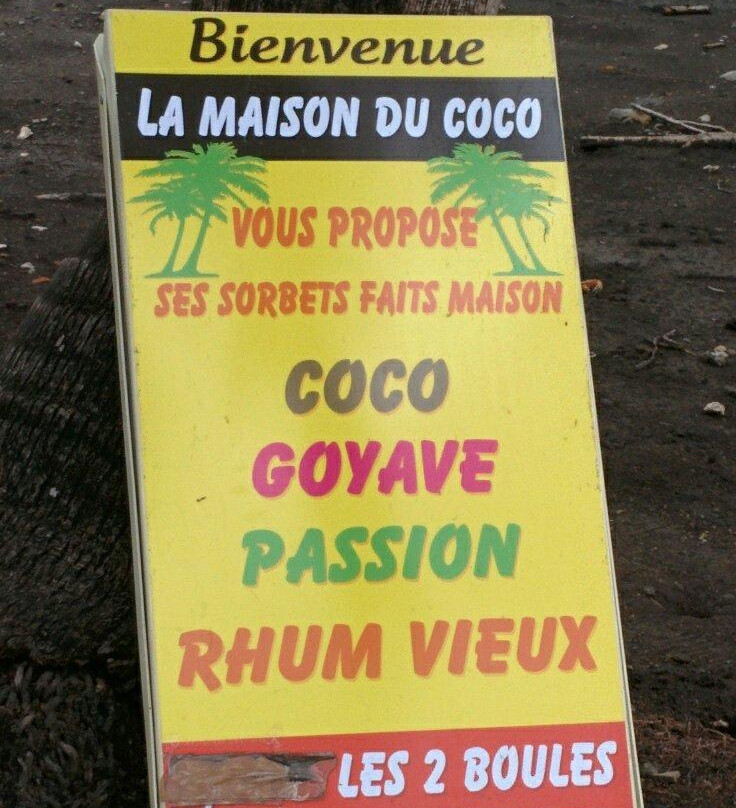 Bienvenue
LA MAISON DU COCO
VOUS PROPOSE
SES SORBETS FAITS MAISON
COCO
GOYAVE
PASSION
RHUM VIEUX
LES 2 BOULES